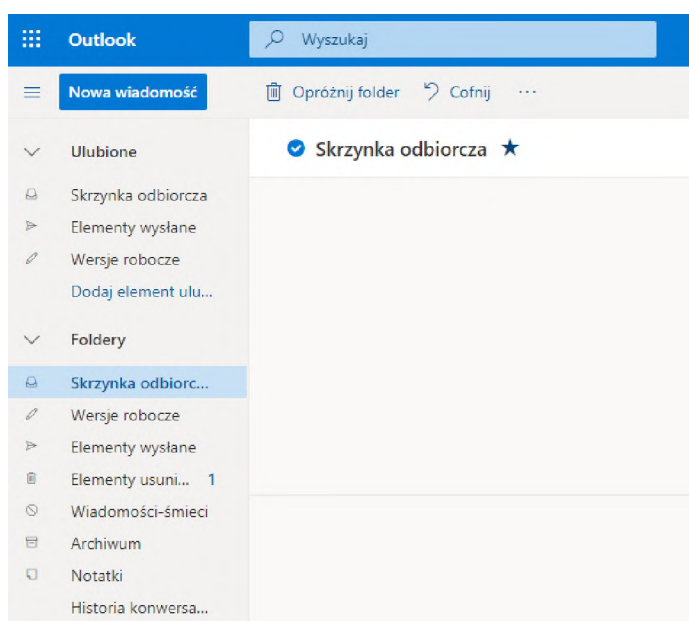 Outlook
Wyszukaj
Nowa wiadomość
Opróżnij folder
Cofnij
...
Ulubione
Skrzynka odbiorcza
Skrzynka odbiorcza
Elementy wysłane
Wersje robocze
Dodaj element ulu...
Foldery
Skrzynka odbiorc...
Wersje robocze
Elementy wysłane
Elementy usuni... 1
Wiadomości-śmieci
Archiwum
Notatki
Historia konwersa...